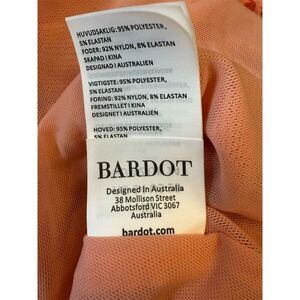 HUVUDSAKLIG: 95% POLYESTER,
5% ELASTAN
FODER: 92% NYLON, 8% ELASTAN
SKAPAD I KINA
DESIGNAD I AUSTRALIEN
VIGTIGSTE: 95% POLYESTER,
5% ELASTAN
FORING: 92% NYLON, 8% ELASTAN
FREMSTILLET I KINA
DESIGNET I AUSTRALIEN
HOVED: 95% POLYESTER,
5% ELASTAN
BARDOT
Designed In Australia
38 Mollison Street
Abbotsford VIC 3067
Australia
bardot.com